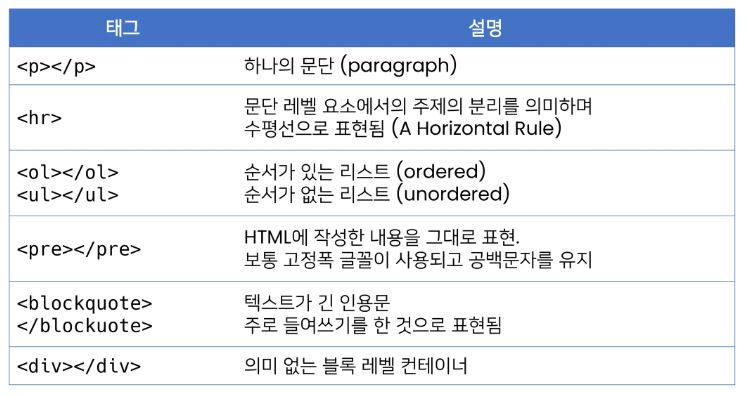 태그 설명
<p></p> 하나의 문단 (paragraph)
<hr> 문단 레벨 요소에서의 주제의 분리를 의미하며
수평선으로 표현됨 (A Horizontal Rule)
<ol></ol> 순서가 있는 리스트 (ordered)
<ul></ul> 순서가 없는 리스트 (unordered)
<pre></pre> HTML에 작성한 내용을 그대로 표현.
보통 고정폭 글꼴이 사용되고 공백문자를 유지
<blockquote> 텍스트가 긴 인용문
</blockuote> 주로 들여쓰기를 한 것으로 표현됨
<div></div> 의미 없는 블록 레벨 컨테이너